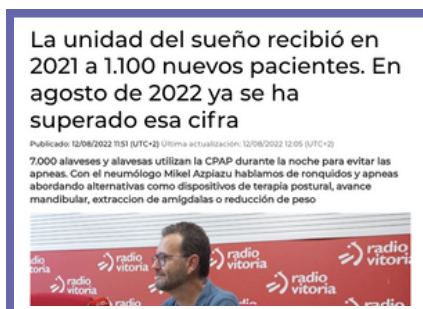 La unidad del sueño recibió en
2021 a 1.100 nuevos pacientes. En
agosto de 2022 ya se ha
superado esa cifra
Publicado: 12/08/2022 11:51 (UTC+2) Última actualización: 12/08/2022 12:05 (UTC+2)
7.000 alaveses y alavesas utilizan la CPAP durante la noche para evitar las
apneas. Con el neumólogo Mikel Azpiazu hablamos de ronquidos y apneas
abordando alternativas como dispositivos de terapia postural, avance
mandibular, extraccion de amígdalas o reducción de peso
radio
vitoria
radio
vitoria
radio
vitoria
radio
vitoria
radio
vitoria
radio